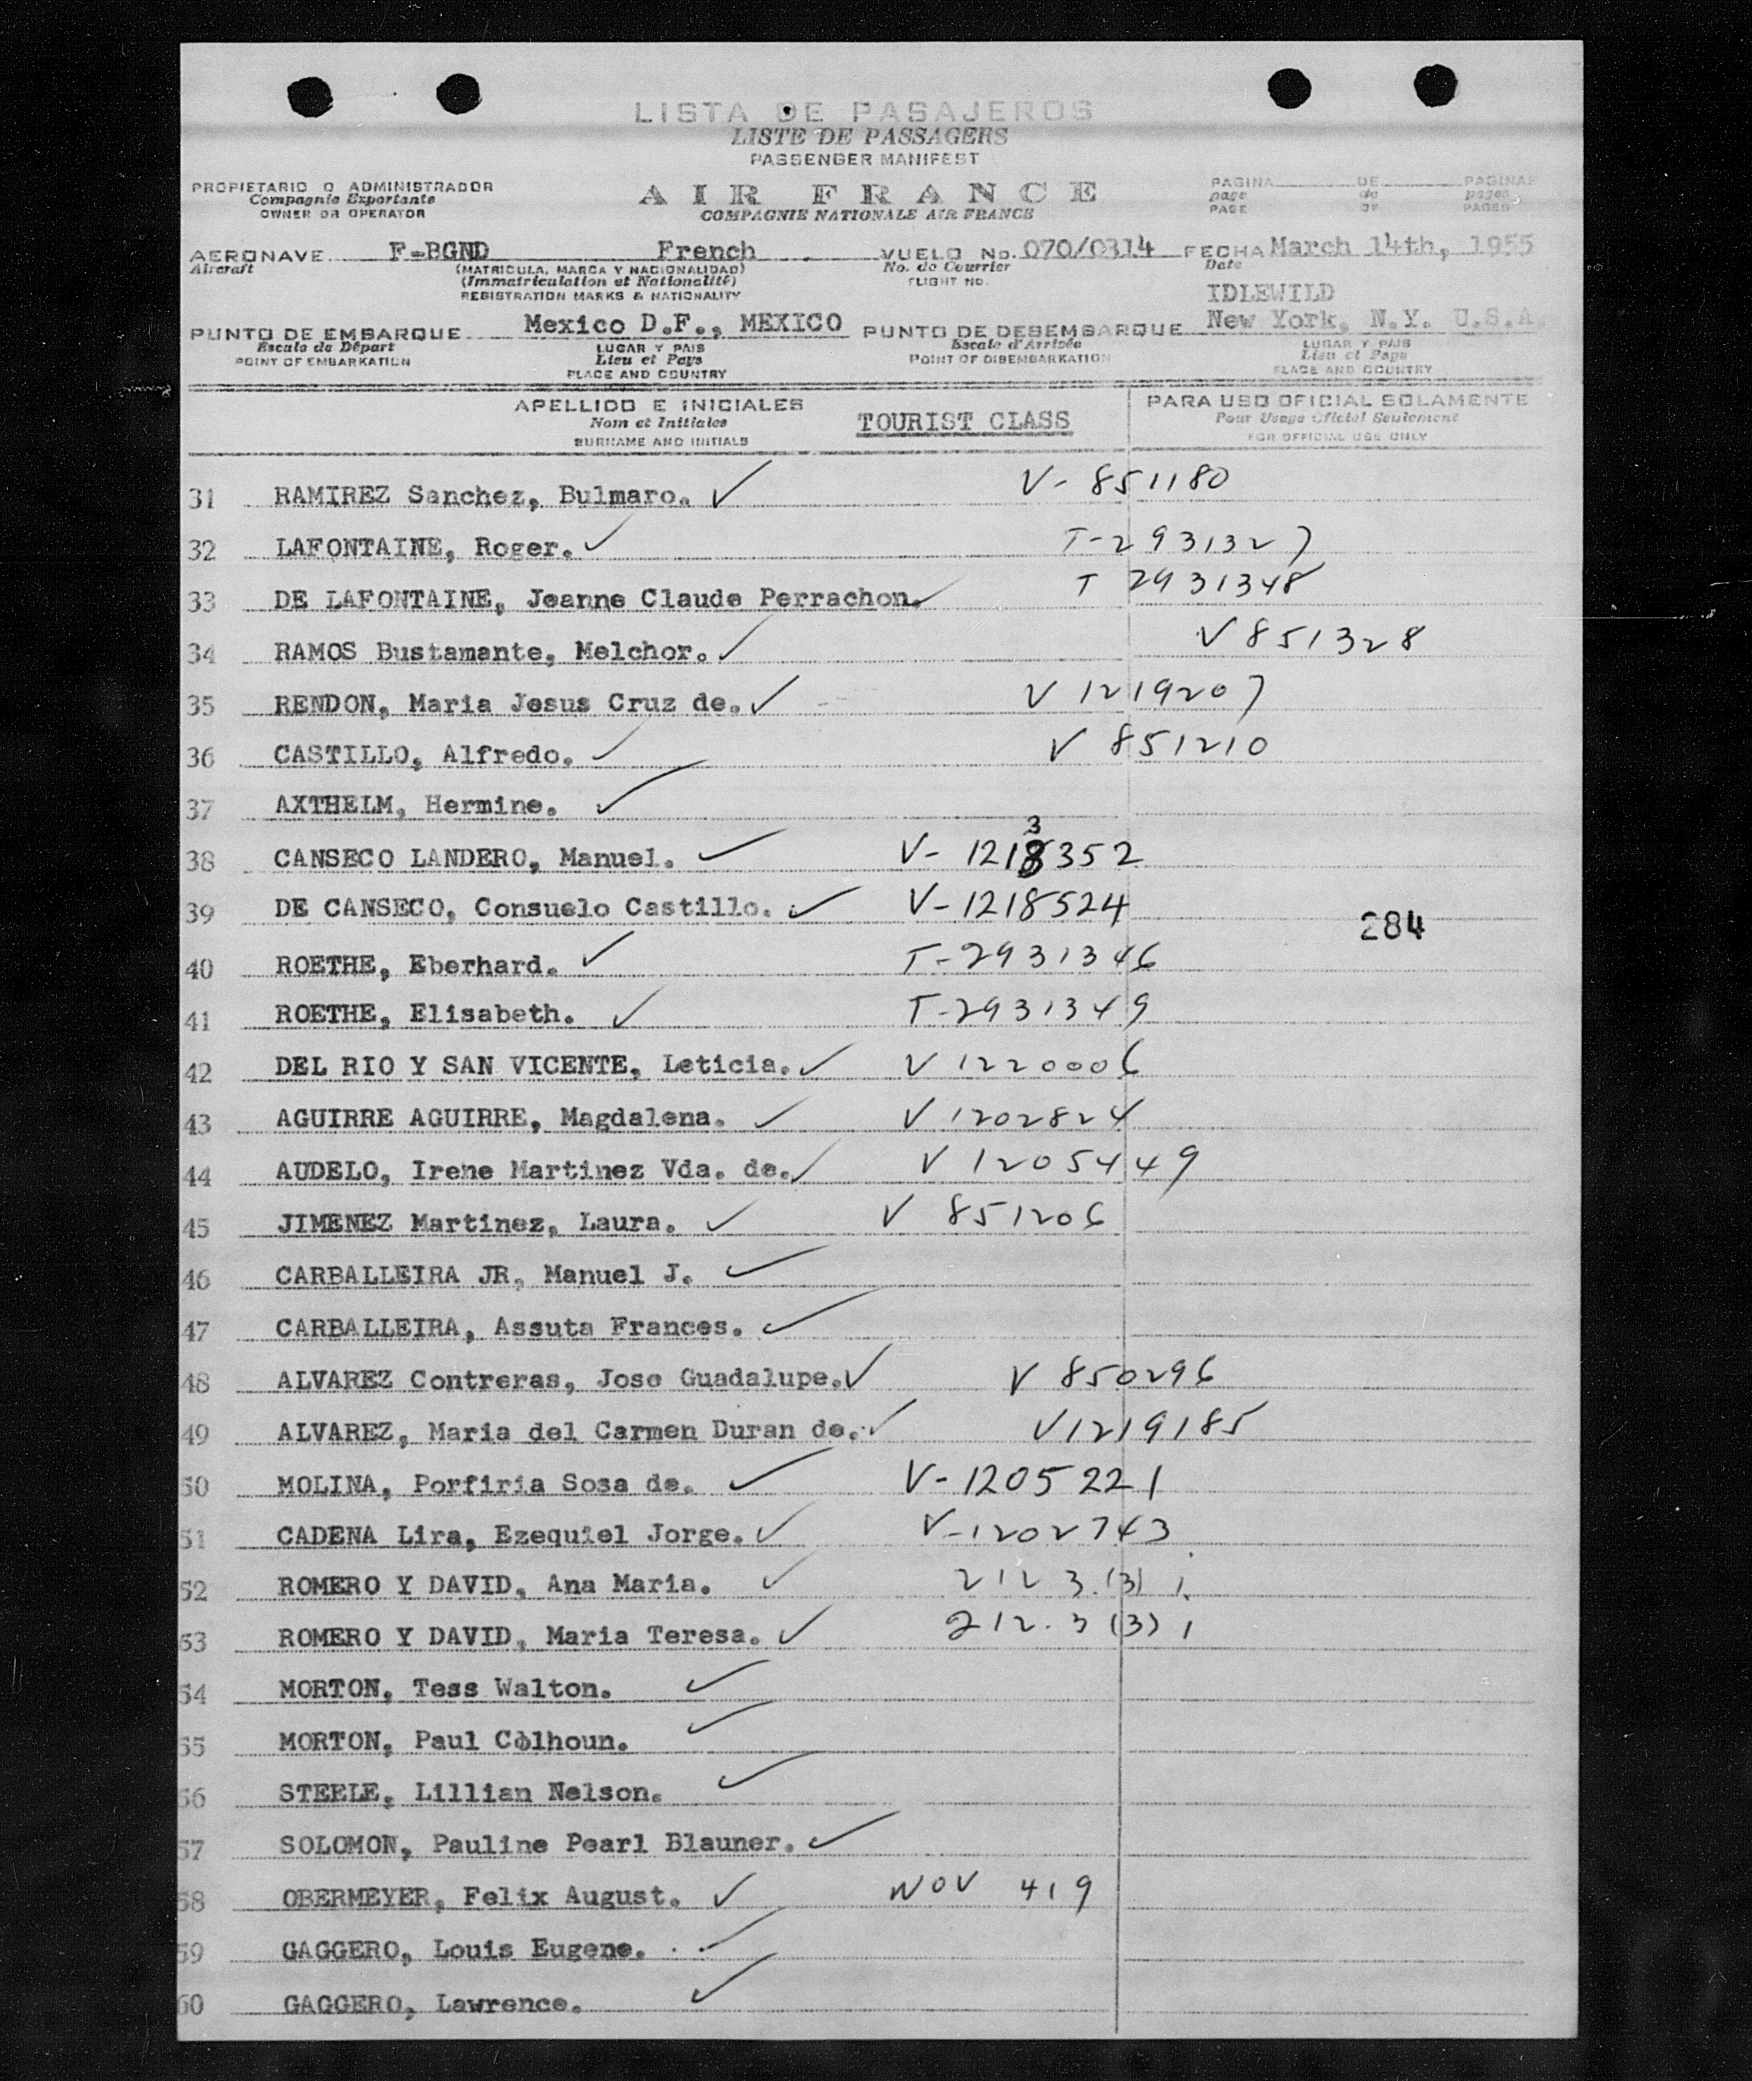 LISTA DE PASAJEROS
LISTE DE PASSAGERS
PASSENGER MANIFEST
PROPIETARIO O ADMINISTRADOR
Compagnie Exportante
OWNER OR OPERATOR
AIR FRANCE
COMPAGNIE NATIONALE AIR FRANCE
PAGINA DE PAGINAS
page de pages
PAGE OF PAGES
AERONAVE F-BGND French VUELO No. 070/0314 FECHA March 14th, 1955
Aircraft (MATRICULA, MARCA Y NACIONALIDAD) No. de Courrier Date
(Immatriculation et Nationalité) FLIGHT NO.
REGISTRATION MARKS & NATIONALITY
IDLEWILD
PUNTO DE EMBARQUE Mexico D.F., MEXICO PUNTO DE DESEMBARQUE New York, N.Y. U.S.A.
Escale de Départ LUGAR Y PAIS Escale d'Arrivée LUGAR Y PAIS
POINT OF EMBARKATION Lieu et Pays POINT OF DISEMBARKATION Lieu et Pays
PLACE AND COUNTRY PLACE AND COUNTRY
APELLIDO E INICIALES TOURIST CLASS PARA USO OFICIAL SOLAMENTE
Nom et Initiales Pour Usage Oficiel Seulement
SURNAME AND INITIALS FOR OFFICIAL USE ONLY
31 RAMIREZ Sanchez, Bulmaro. ✓ V- 851180
32 LAFONTAINE, Roger. ✓ T-2931327
33 DE LAFONTAINE, Jeanne Claude Perrachon. ✓ T 2931348
34 RAMOS Bustamante, Melchor. ✓ V 851328
35 RENDON, Maria Jesus Cruz de. ✓ V 1219207
36 CASTILLO, Alfredo. ✓ V 851210
37 AXTHELM, Hermine. ✓
3
38 CANSECO LANDERO, Manuel. ✓ V- 1218352
39 DE CANSECO, Consuelo Castillo. ✓ V-1218524
284
40 ROETHE, Eberhard. ✓ T-2931346
41 ROETHE, Elisabeth. ✓ T-2931349
42 DEL RIO Y SAN VICENTE, Leticia. ✓ V 1220006
43 AGUIRRE AGUIRRE, Magdalena. ✓ V 1202824
44 AUDELO, Irene Martinez Vda. de. ✓ V 1205449
45 JIMENEZ Martinez, Laura. ✓ V 851206
46 CARBALLEIRA JR, Manuel J. ✓
47 CARBALLEIRA, Assuta Frances. ✓
48 ALVAREZ Contreras, Jose Guadalupe. ✓ V 850296
49 ALVAREZ, Maria del Carmen Duran de. ✓ V1219185
50 MOLINA, Porfiria Sosa de. ✓ V-1205221
51 CADENA Lira, Ezequiel Jorge. ✓ V-1202743
52 ROMERO Y DAVID, Ana Maria. ✓ 212.3.(3) i
53 ROMERO Y DAVID, Maria Teresa. ✓ 212.3 (3) i
54 MORTON, Tess Walton. ✓
55 MORTON, Paul Colhoun. ✓
56 STEELE, Lillian Nelson. ✓
57 SOLOMON, Pauline Pearl Blauner. ✓
58 OBERMEYER, Felix August. ✓ NOV 419
59 GAGGERO, Louis Eugene. ✓
60 GAGGERO, Lawrence. ✓